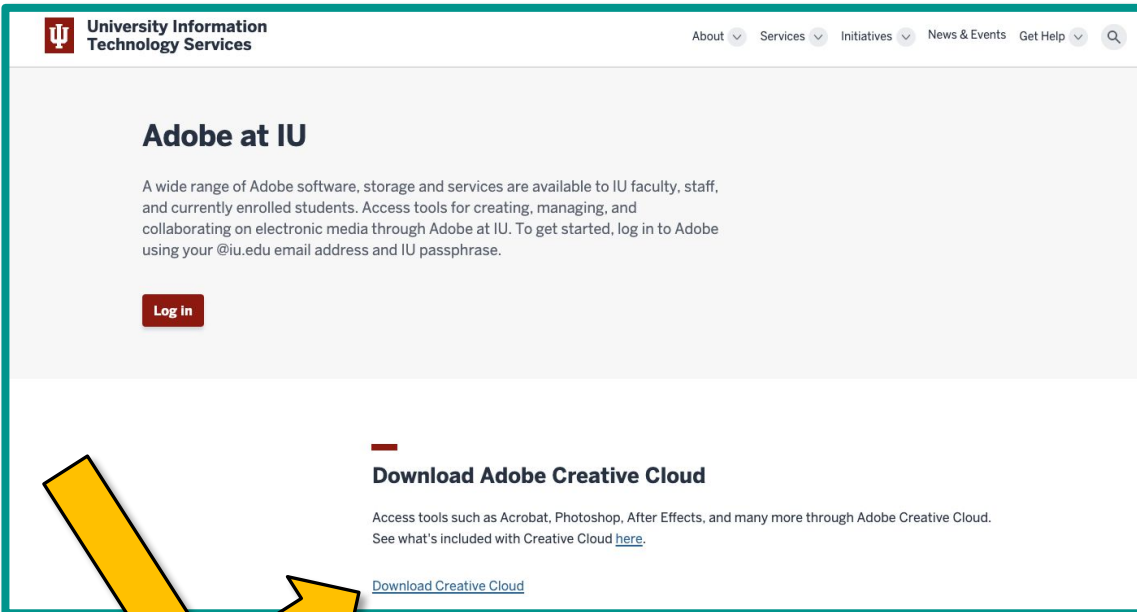 University Information
Technology Services
About Services Initiatives News & Events Get Help
Adobe at IU
A wide range of Adobe software, storage and services are available to IU faculty, staff,
and currently enrolled students. Access tools for creating, managing, and
collaborating on electronic media through Adobe at IU. To get started, log in to Adobe
using your @iu.edu email address and IU passphrase.
Log in
Download Adobe Creative Cloud
Access tools such as Acrobat, Photoshop, After Effects, and many more through Adobe Creative Cloud.
See what's included with Creative Cloud here.
Download Creative Cloud